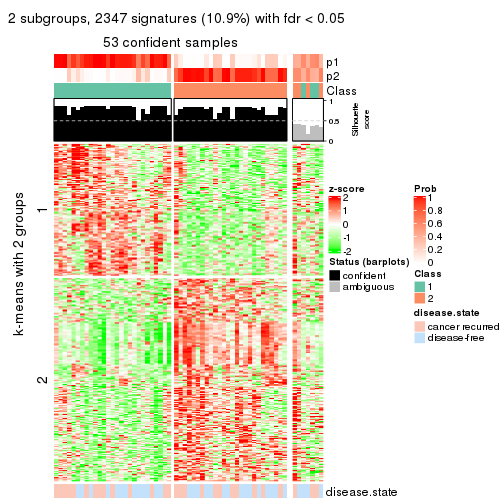 2 subgroups, 2347 signatures (10.9%) with fdr < 0.05
53 confident samples
p1
p2
Class
1
0.5
0
Silhouette
score
k-means with 2 groups
1
2
disease.state
z-score
2
1
0
-1
-2
Status (barplots)
confident
ambiguous
Prob
1
0.8
0.6
0.4
0.2
0
Class
1
2
disease.state
cancer recurred
disease-free